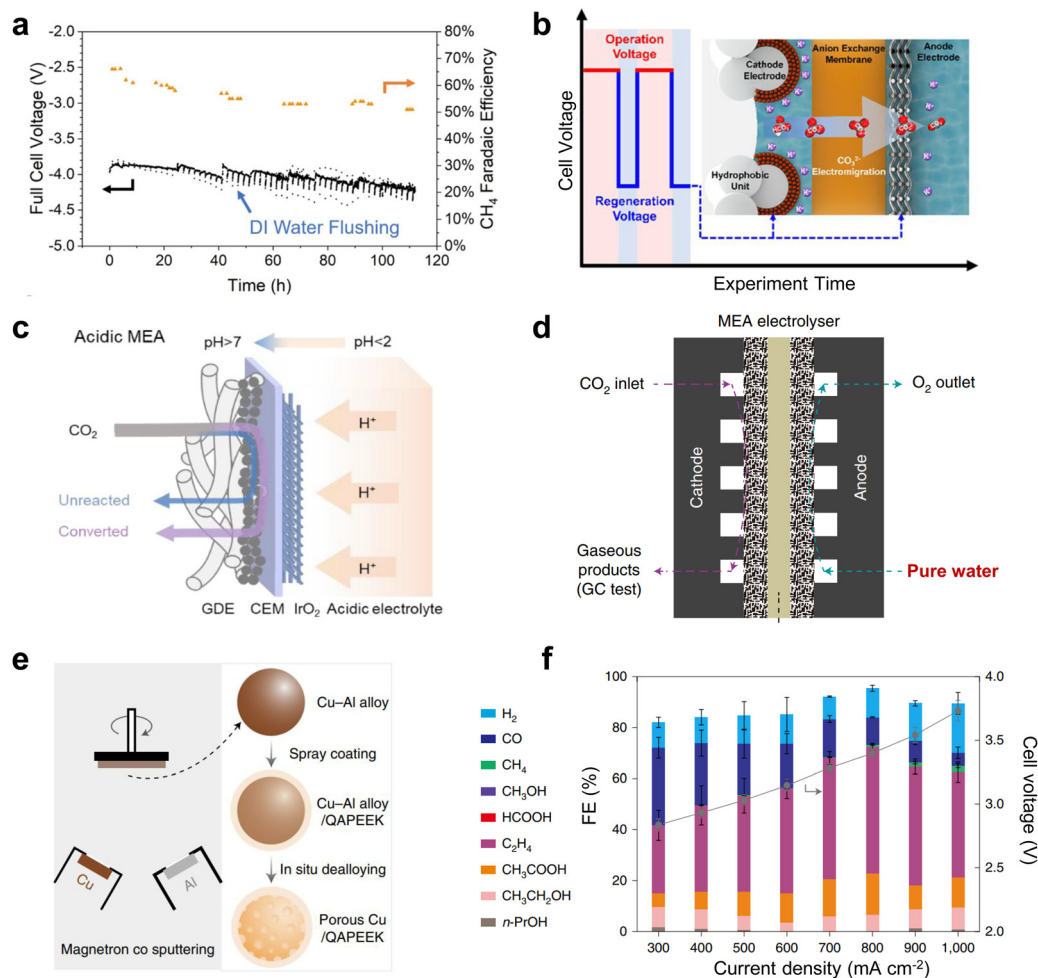 a
-2.0
-2.5
-3.0
-3.5
-4.0
-4.5
-5.0
Full Cell Voltage (V)
80%
70%
60%
50%
40%
30%
20%
10%
0%
CH4 Faradaic Efficiency
DI Water Flushing
0 20 40 60 80 100 120
Time (h)
b
Cell Voltage
Operation
Voltage
Regeneration
Voltage
Cathode
Electrode
Anion Exchange
Membrane
Anode
Electrode
Hydrophobic
Unit
CO₃²⁻
Electromigration
Experiment Time
c
Acidic MEA
pH>7
pH<2
CO₂
Unreacted
Converted
H⁺
H⁺
H⁺
GDE CEM IrO₂ Acidic electrolyte
d
MEA electrolyser
CO₂ inlet
O₂ outlet
Cathode
Anode
Gaseous
products
(GC test)
Pure water
e
Cu
Al
Magnetron co sputtering
Cu–Al alloy
Spray coating
Cu–Al alloy
/QAPEEK
In situ dealloying
Porous Cu
/QAPEEK
f
H₂
CO
CH₄
CH₃OH
HCOOH
C₂H₄
CH₃COOH
CH₃CH₂OH
n-PrOH
100
80
60
40
20
0
FE (%)
4.0
3.5
3.0
2.5
2.0
Cell voltage (V)
300 400 500 600 700 800 900 1,000
Current density (mA cm⁻²)